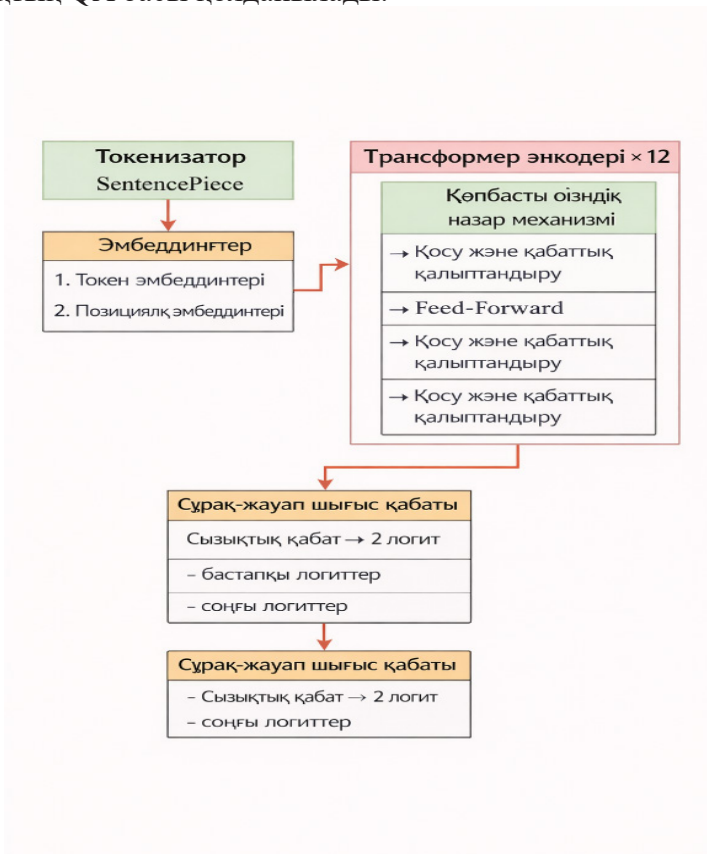 Токенизатор
SentencePiece
Эмбеддинғтер
1. Токен эмбеддинтері
2. Позициялқ эмбеддинтері
Трансформер энкодері × 12
Көпбасты оізндік
назар механизмі
→ Қосу және қабаттық
қалыптандыру
→ Feed-Forward
→ Қосу және қабаттық
қалыптандыру
→ Қосу және қабаттық
қалыптандыру
Сұрақ-жауап шығыс қабаты
Сызықтық қабат → 2 логит
– бастапқы логиттер
– соңғы логиттер
Сұрақ-жауап шығыс қабаты
– Сызықтық қабат → 2 логит
– соңғы логиттер